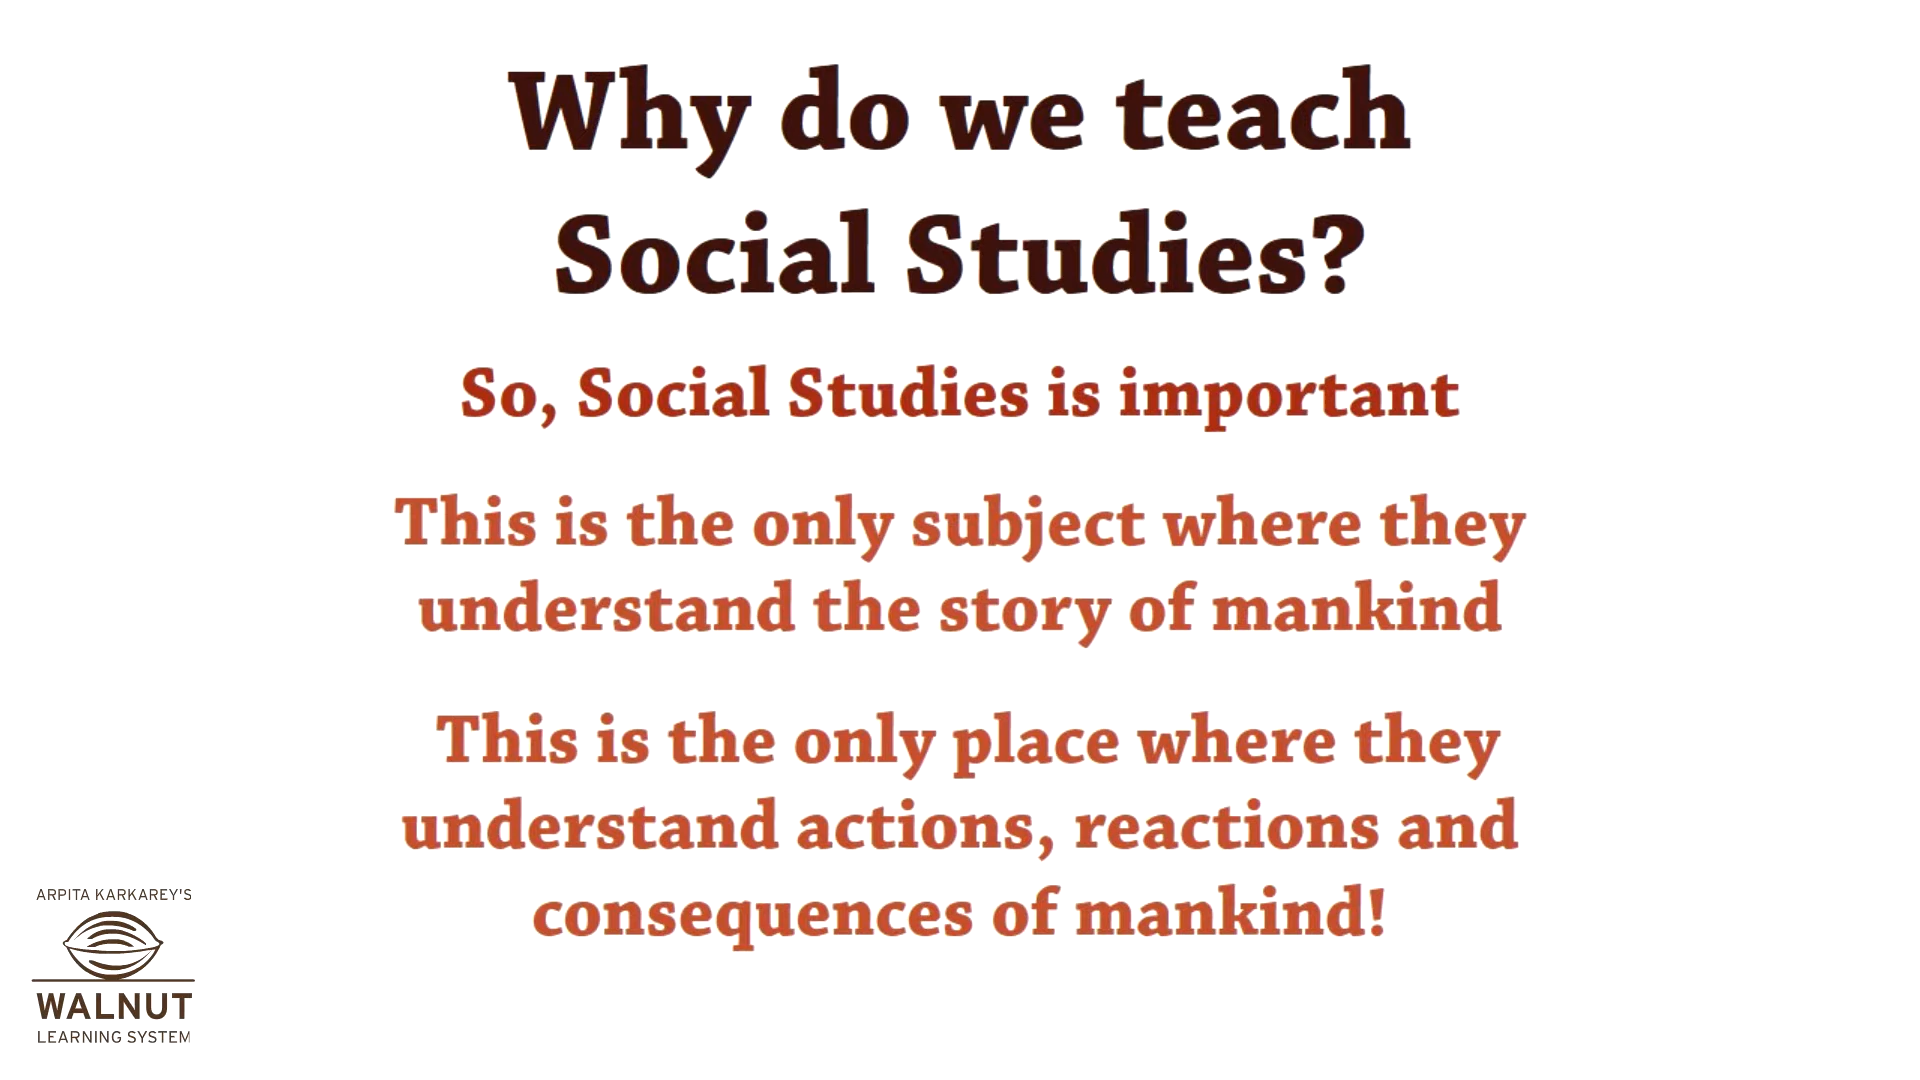 Why do we teach
Social Studies?
So, Social Studies is important
This is the only subject where they
understand the story of mankind
This is the only place where they
understand actions, reactions and
consequences of mankind!
ARPITA KARKAREY'S
WALNUT
LEARNING SYSTEM